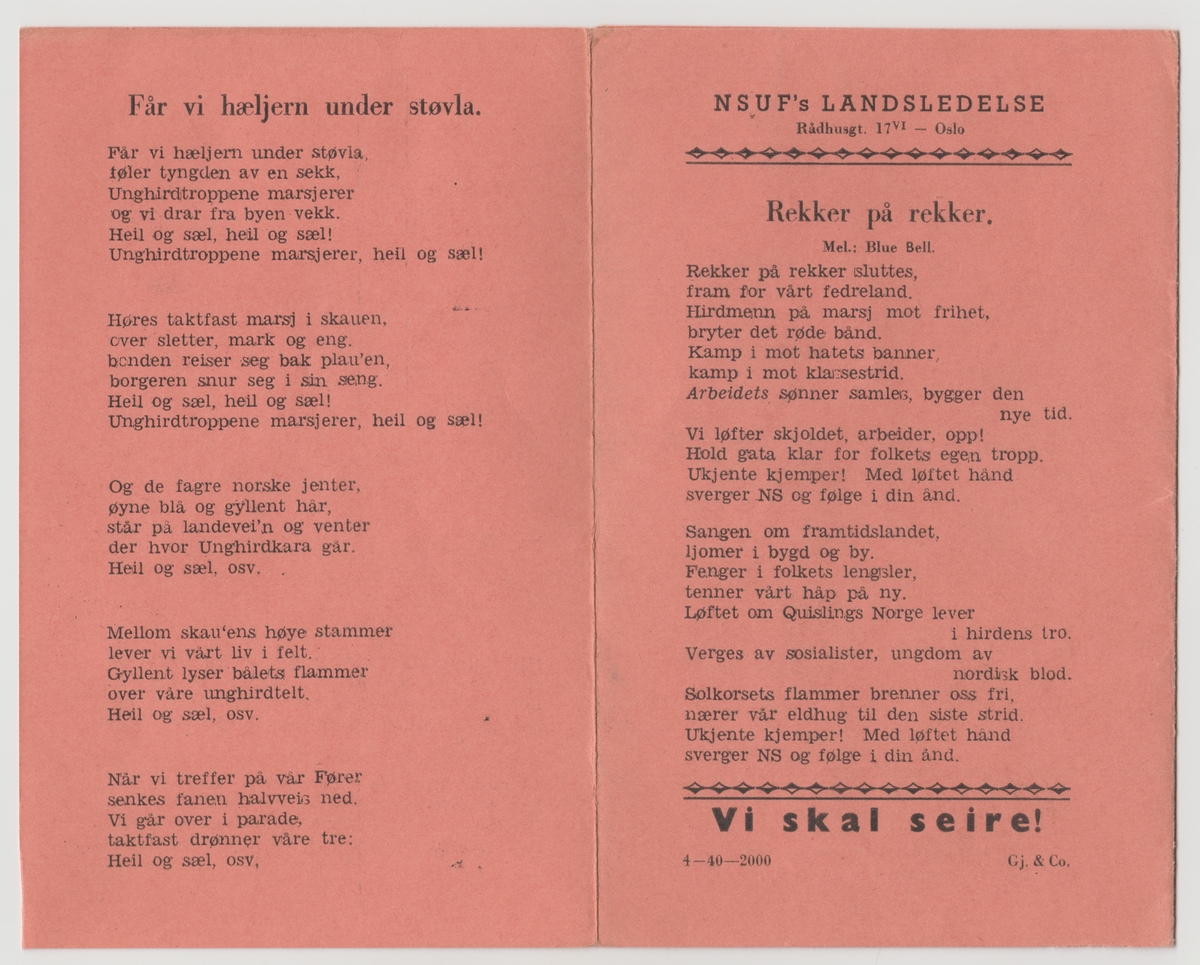 Får vi hæljern under støvla.
Får vi hæljern under støvla,
føler tyngden av en sekk,
Unghirdtroppene marsjerer
og vi drar fra byen vekk.
Heil og sæl, heil og sæl!
Unghirdtroppene marsjerer, heil og sæl!
Høres taktfast marsj i skauen,
over sletter, mark og eng.
bonden reiser seg bak plau'en,
borgeren snur seg i sin seng.
Heil og sæl, heil og sæl!
Unghirdtroppene marsjerer, heil og sæl!
Og de fagre norske jenter,
øyne blå og gyllent hår,
står på landevei'n og venter
der hvor Unghirdkara går.
Heil og sæl, osv.
Mellom skau'ens høye stammer
lever vi vårt liv i felt.
Gyllent lyser bålets flammer
over våre unghirdtelt.
Heil og sæl, osv.
Når vi treffer på vår Fører
senkes fanen halvveis ned.
Vi går over i parade,
taktfast drønner våre tre:
Heil og sæl, osv,
NSUF's LANDSLEDELSE
Rådhusgt. 17VI — Oslo
Rekker på rekker.
Mel.: Blue Bell.
Rekker på rekker sluttes,
fram for vårt fedreland.
Hirdmenn på marsj mot frihet,
bryter det røde bånd.
Kamp i mot hatets banner,
kamp i mot klassestrid.
Arbeidets sønner samles, bygger den
nye tid.
Vi løfter skjoldet, arbeider, opp!
Hold gata klar for folkets egen tropp.
Ukjente kjemper! Med løftet hånd
sverger NS og følge i din ånd.
Sangen om framtidslandet,
ljomer i bygd og by.
Fenger i folkets lengsler,
tenner vårt håp på ny.
Løftet om Quislings Norge lever
i hirdens tro.
Verges av sosialister, ungdom av
nordisk blod.
Solkorsets flammer brenner oss fri,
nærer vår eldhug til den siste strid.
Ukjente kjemper! Med løftet hånd
sverger NS og følge i din ånd.
Vi skal seire!
4—40—2000 Gj. & Co.